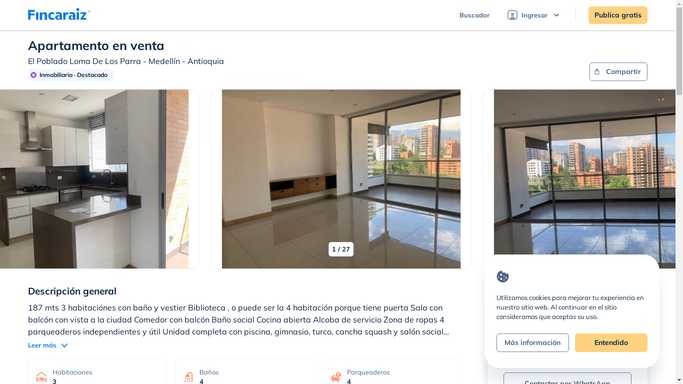 Fincaraiz
Buscador
Ingresar
Publica gratis
Apartamento en venta
El Poblado Loma De Los Parra - Medellín - Antioquia
Inmobiliaria · Destacado
Compartir
1 / 27
Descripción general
187 mts 3 habitaciónes con baño y vestier Biblioteca , o puede ser la 4 habitación porque tiene puerta Sala con
balcón con vista a la ciudad Comedor con balcón Baño social Cocina abierta Alcoba de servicio Zona de ropas 4
parqueaderos independientes y útil Unidad completa con piscina, gimnasio, turco, cancha squash y salón social...
Leer más
Habitaciones
3
Baños
4
Parqueaderos
4
Utilizamos cookies para mejorar tu experiencia en
nuestro sitio web. Al continuar en el sitio
consideramos que aceptas su uso.
Más información
Entendido
Contactar por WhatsApp